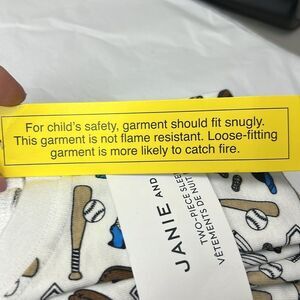 For child's safety, garment should fit snugly.
This garment is not flame resistant. Loose-fitting
garment is more likely to catch fire.
JANIE AND
TWO-PIECE
VÊTEMENTS DE NUIT